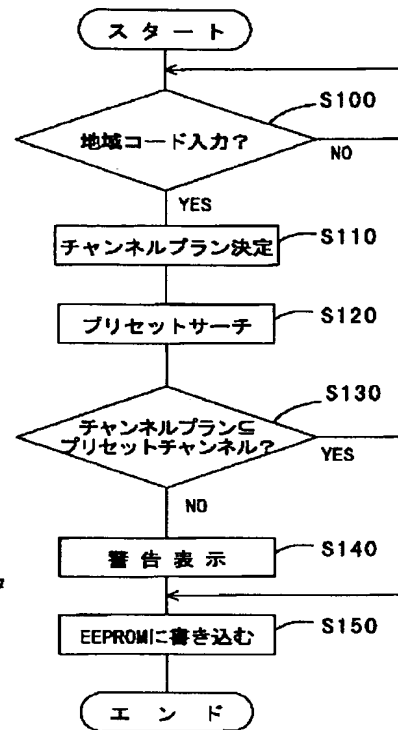 スタート
S100
地域コード入力？
NO
YES
S110
チャンネルプラン決定
S120
プリセットサーチ
S130
チャンネルプラン⊆
プリセットチャンネル？
YES
NO
S140
警告表示
S150
EEPROMに書き込む
エンド